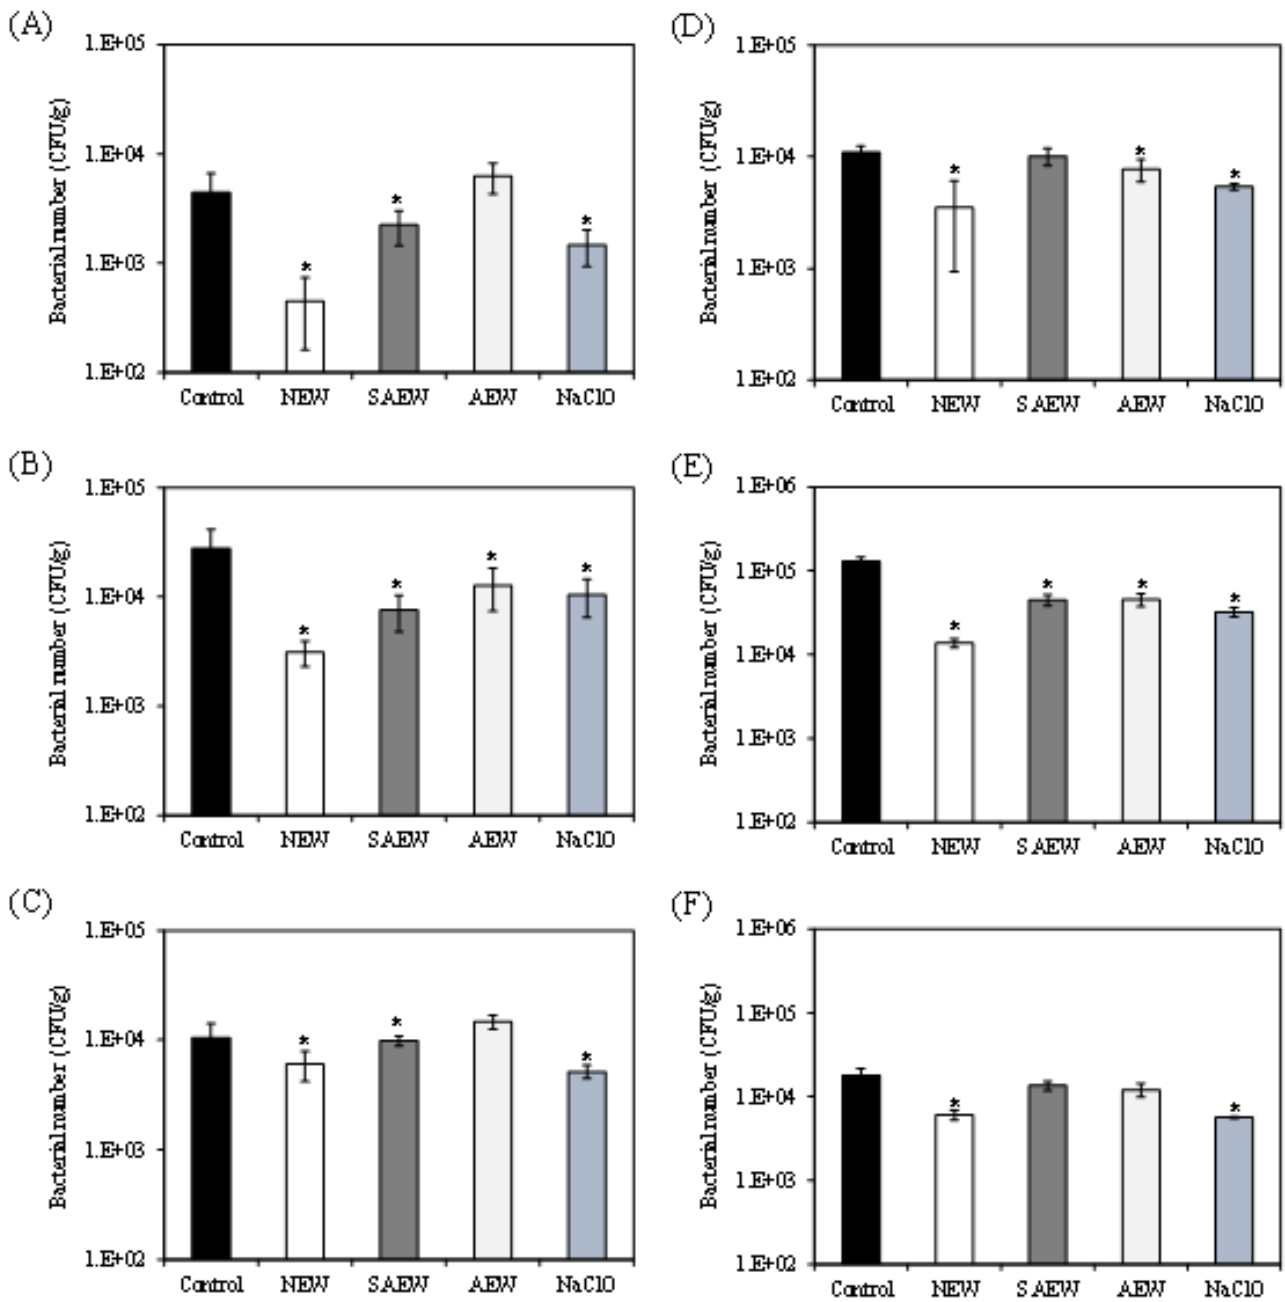 (A)
1.E+05
1.E+04
1.E+03
1.E+02
Bacterial number (CFU/g)
* * *
Control NEW SAEW AEW NaClO
(D)
1.E+05
1.E+04
1.E+03
1.E+02
Bacterial number (CFU/g)
* * *
Control NEW SAEW AEW NaClO
(B)
1.E+05
1.E+04
1.E+03
1.E+02
Bacterial number (CFU/g)
* * * *
Control NEW SAEW AEW NaClO
(E)
1.E+06
1.E+05
1.E+04
1.E+03
1.E+02
Bacterial number (CFU/g)
* * * *
Control NEW SAEW AEW NaClO
(C)
1.E+05
1.E+04
1.E+03
1.E+02
Bacterial number (CFU/g)
* * *
Control NEW SAEW AEW NaClO
(F)
1.E+06
1.E+05
1.E+04
1.E+03
1.E+02
Bacterial number (CFU/g)
* *
Control NEW SAEW AEW NaClO